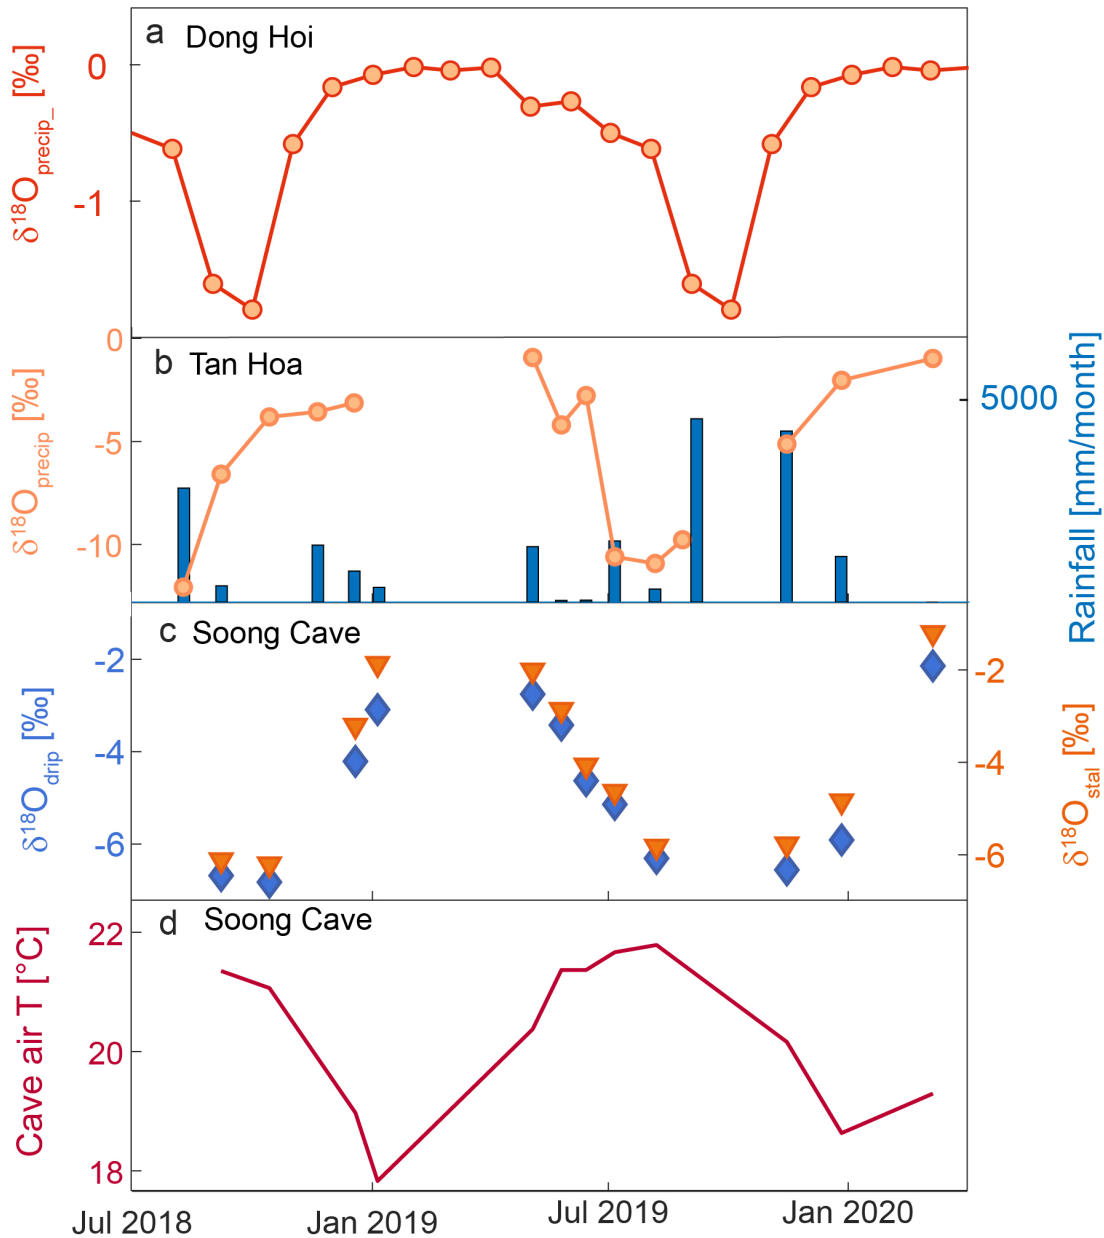 a Dong Hoi
δ18Oprecip_ [‰]
0
-1
b Tan Hoa
δ18Oprecip [‰]
0
-5
-10
5000
Rainfall [mm/month]
c Soong Cave
δ18Odrip [‰]
-2
-4
-6
-2
-4
-6
δ18Ostal [‰]
d Soong Cave
Cave air T [°C]
22
20
18
Jul 2018
Jan 2019
Jul 2019
Jan 2020